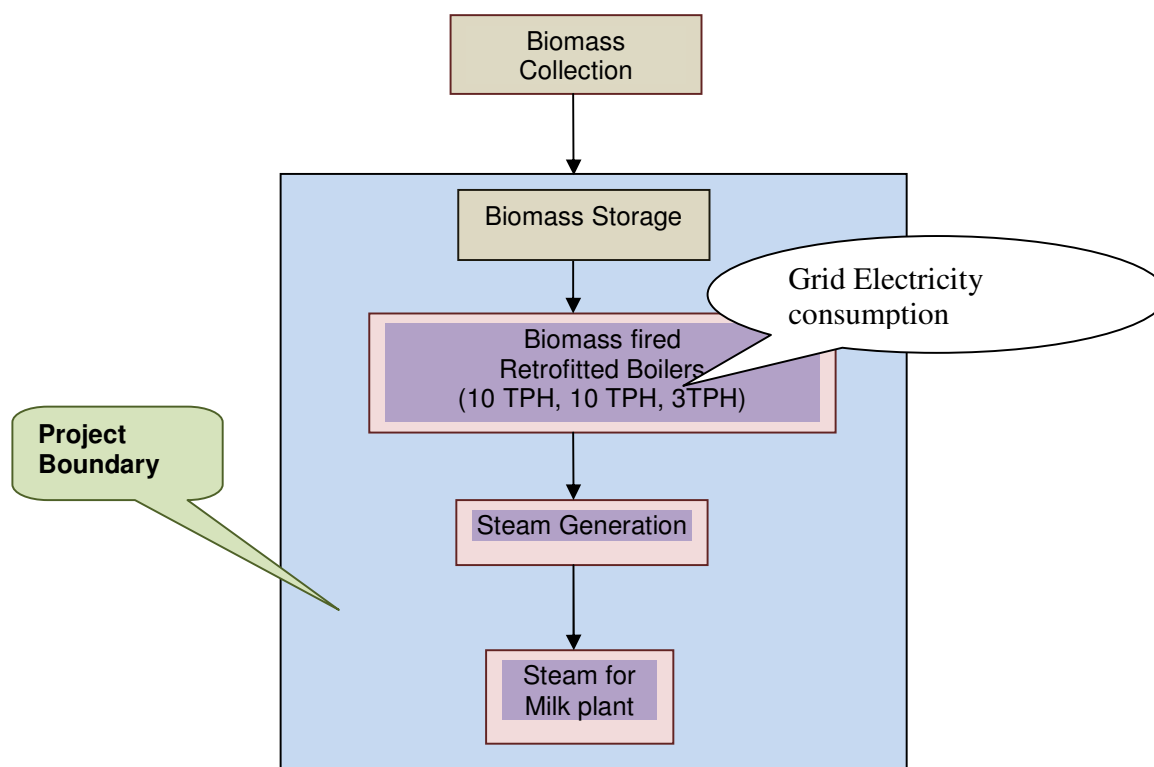 Biomass
Collection
Biomass Storage
Grid Electricity
consumption
Biomass fired
Retrofitted Boilers
(10 TPH, 10 TPH, 3TPH)
Project
Boundary
Steam Generation
Steam for
Milk plant